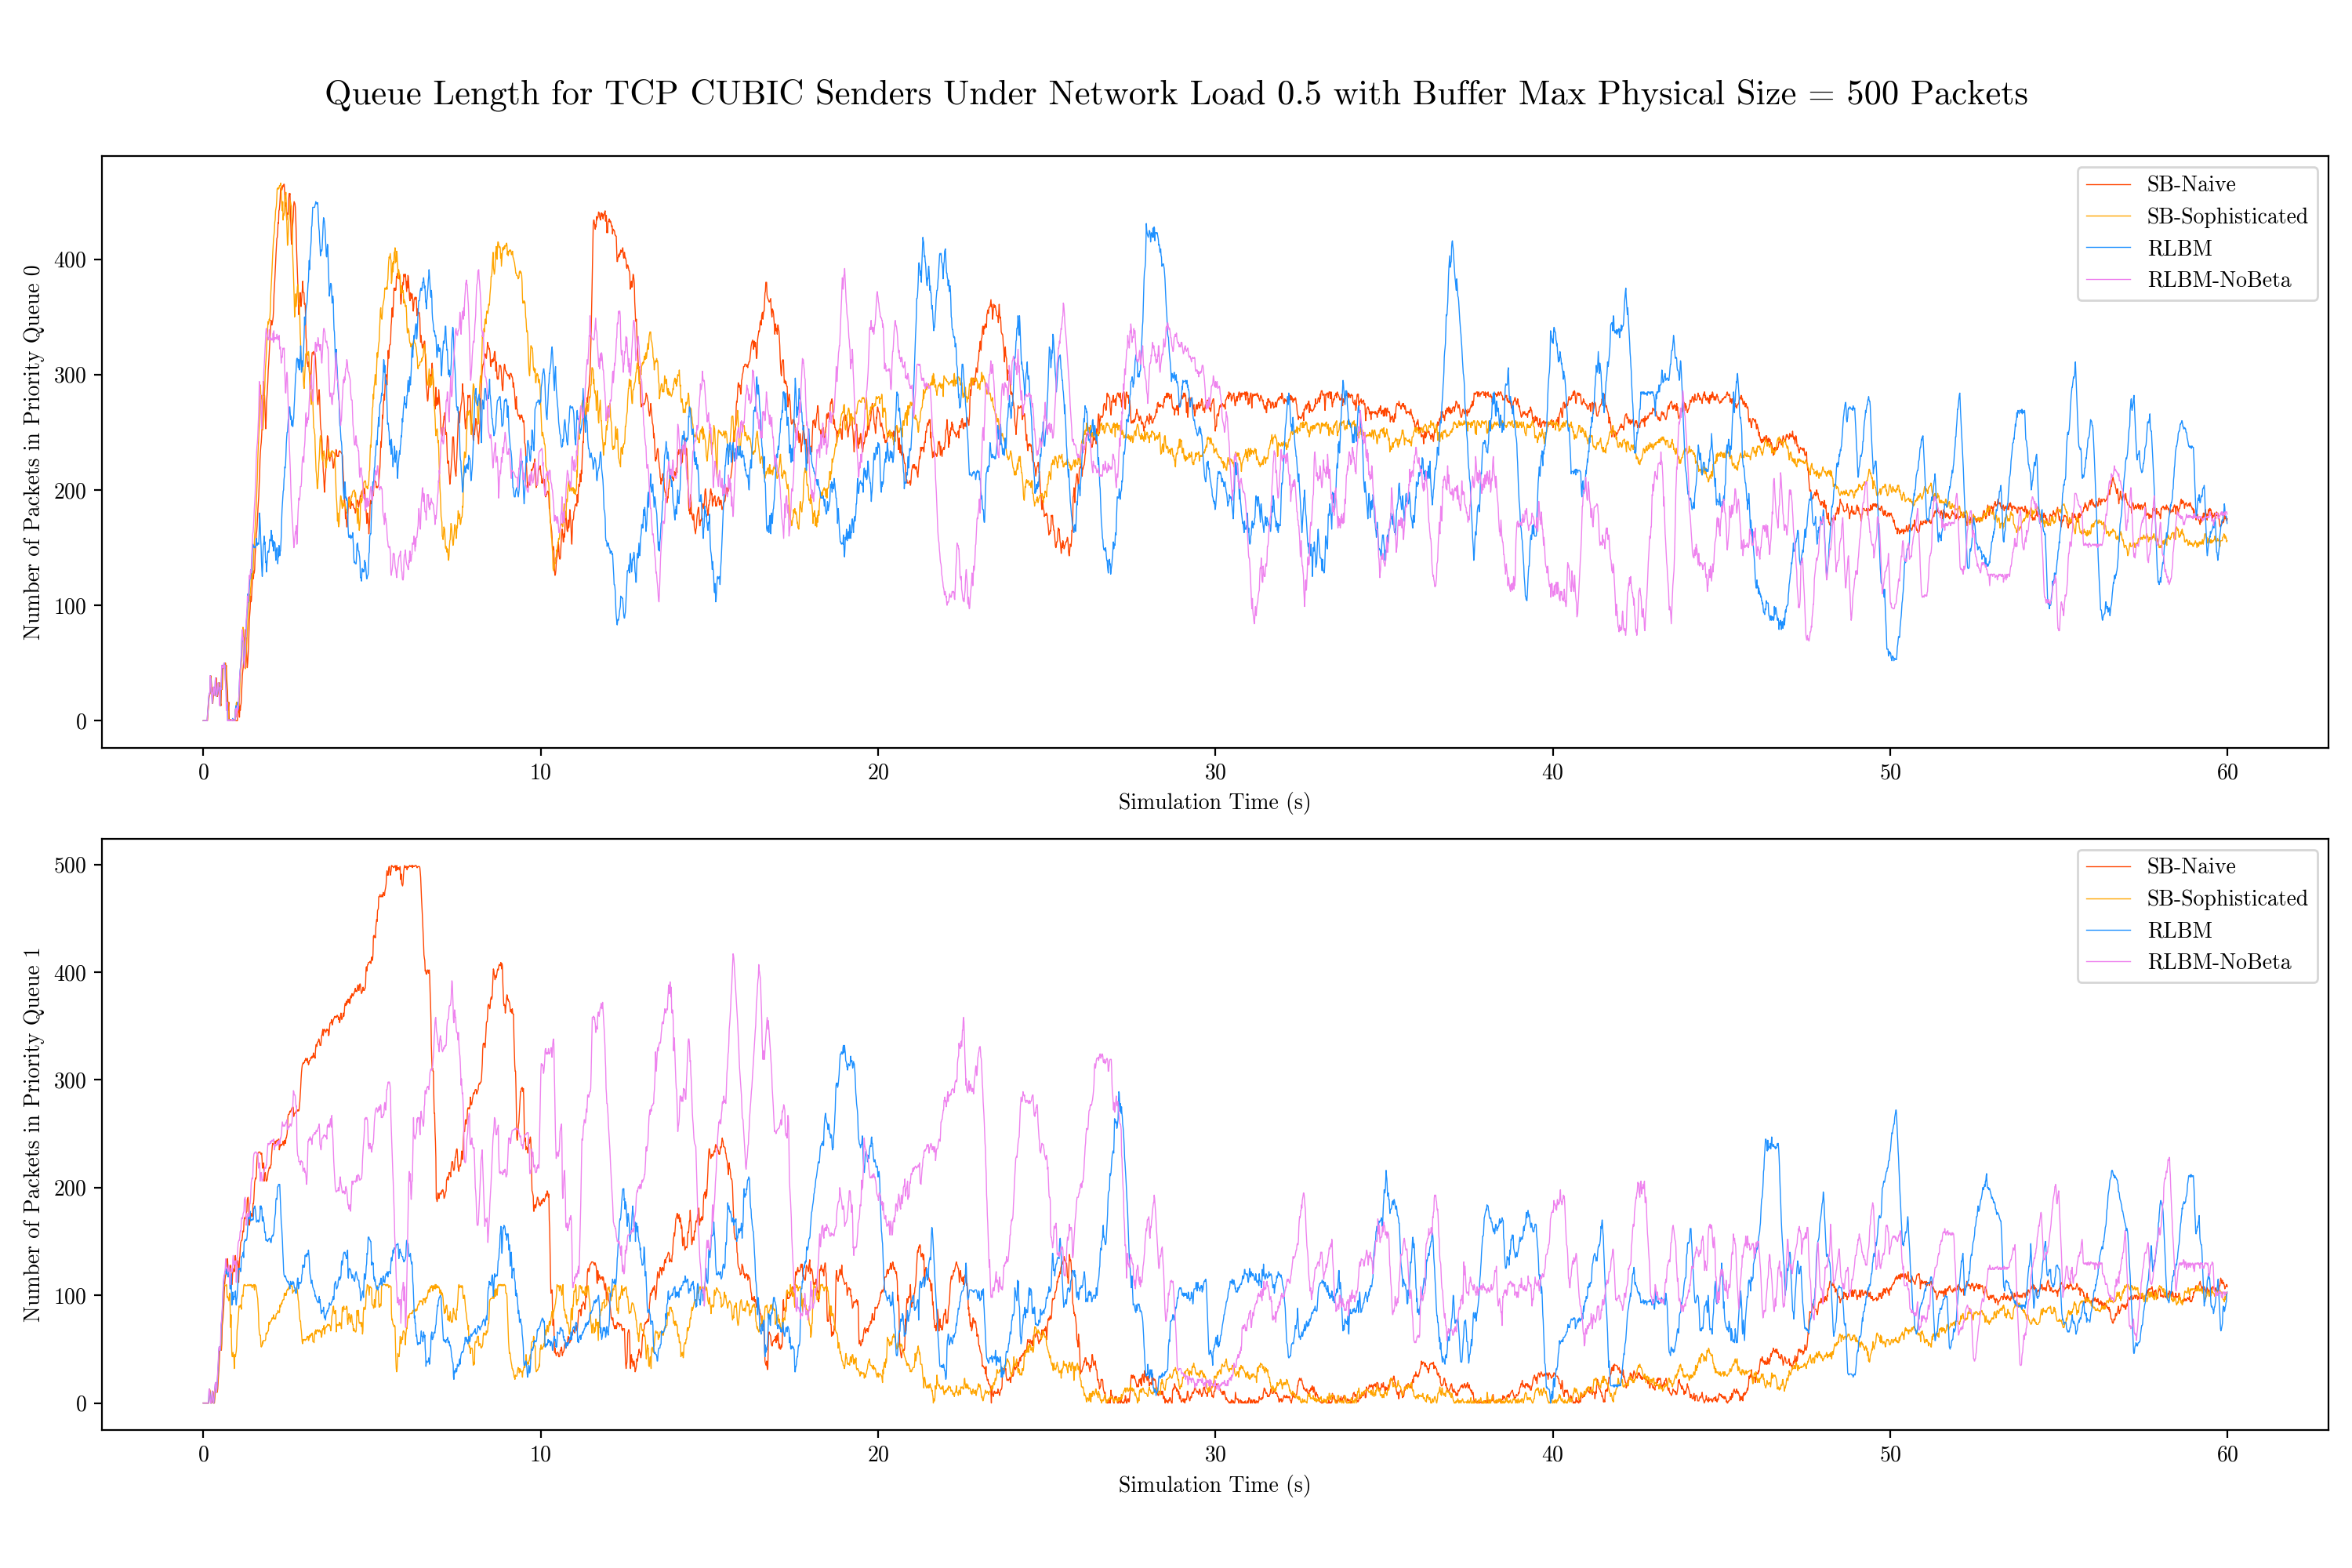 Queue Length for TCP CUBIC Senders Under Network Load 0.5 with Buffer Max Physical Size = 500 Packets
Number of Packets in Priority Queue 0
400
300
200
100
0
SB-Naive
SB-Sophisticated
RLBM
RLBM-NoBeta
0 10 20 30 40 50 60
Simulation Time (s)
Number of Packets in Priority Queue 1
500
400
300
200
100
0
SB-Naive
SB-Sophisticated
RLBM
RLBM-NoBeta
0 10 20 30 40 50 60
Simulation Time (s)